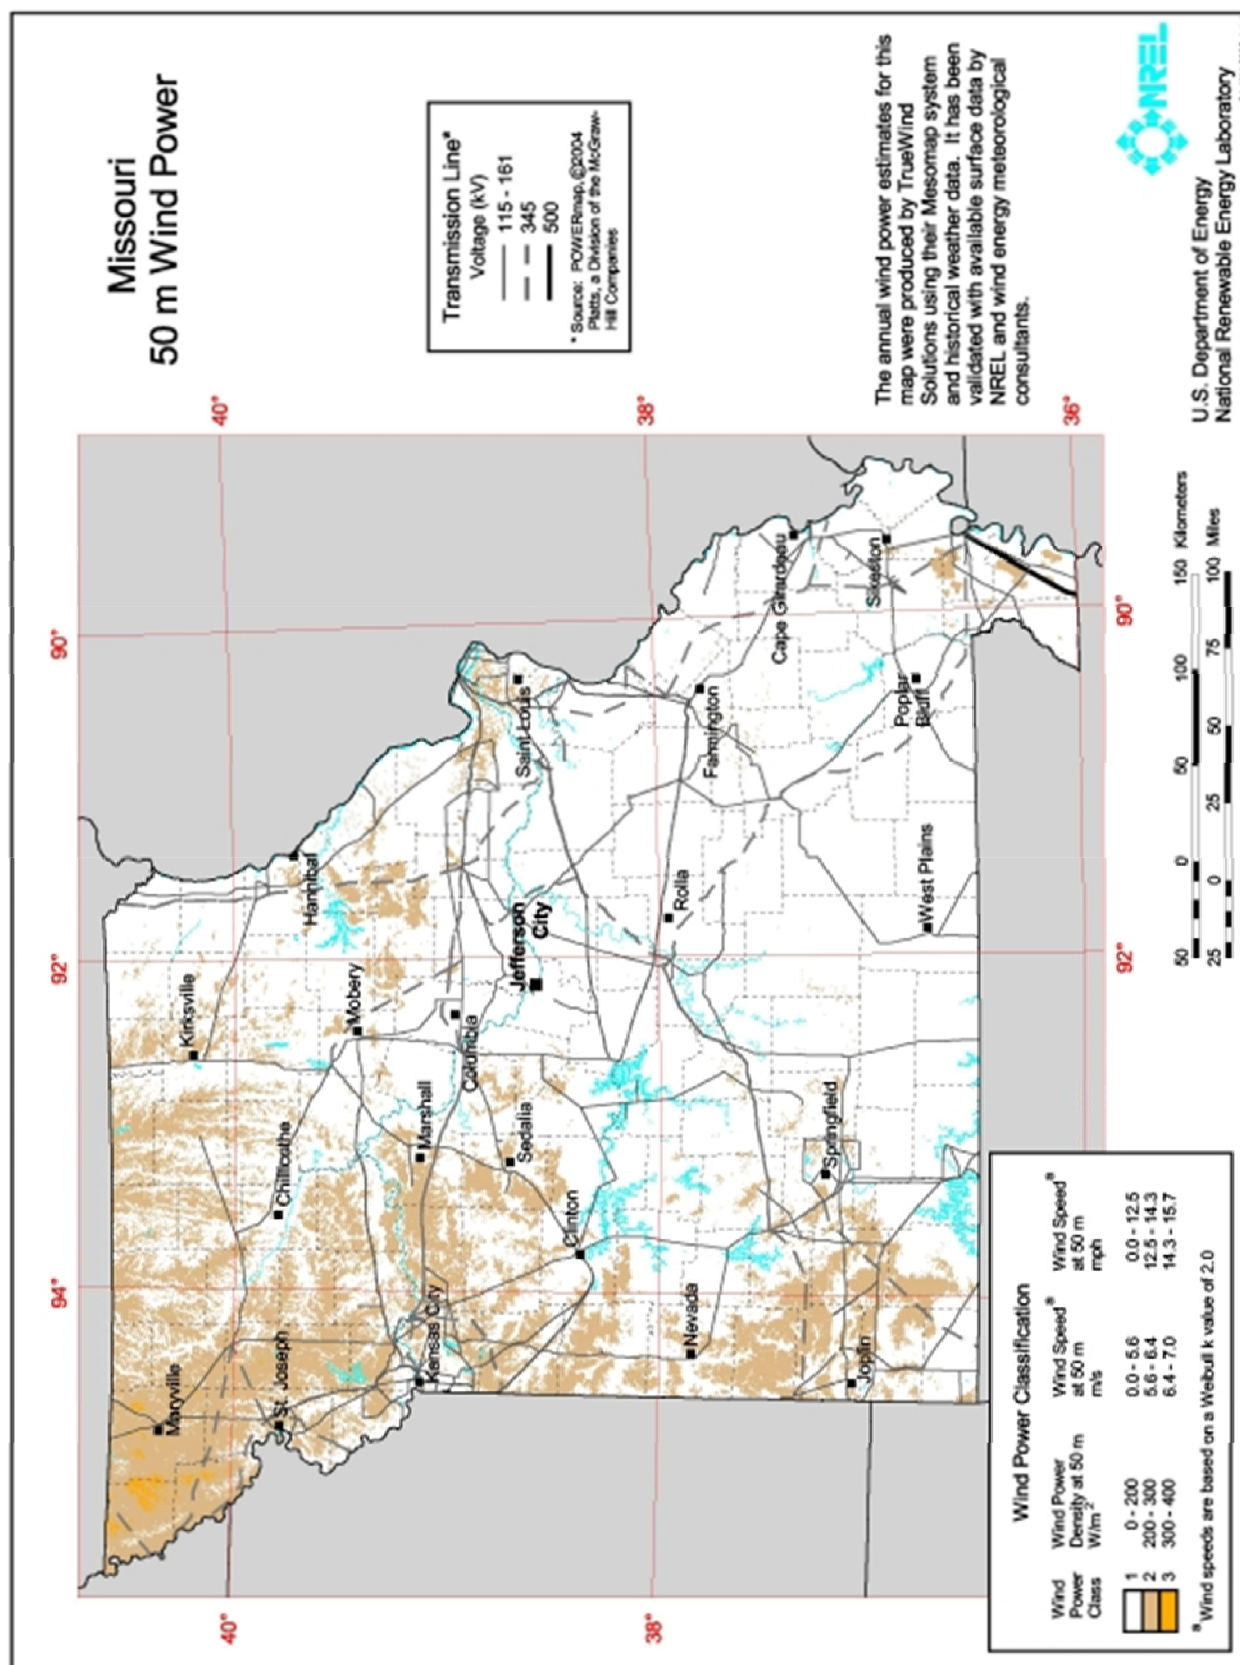 Missouri
50 m Wind Power
Transmission Line*
Voltage (kV)
115 - 161
345
500
* Source: POWERmap, ©2004
Platts, a Division of the McGraw-
Hill Companies
The annual wind power estimates for this
map were produced by TrueWind
Solutions using their Mesomap system
and historical weather data. It has been
validated with available surface data by
NREL and wind energy meteorological
consultants.
NREL
U.S. Department of Energy
National Renewable Energy Laboratory
40°
38°
36°
90°
92°
94°
40°
38°
90°
92°
Maryville
St. Joseph
Kirksville
Chillicothe
Hannibal
Moberly
Kansas City
Marshall
Columbia
Saint Louis
Sedalia
Jefferson
City
Clinton
Rolla
Farmington
Nevada
Cape Girardeau
Springfield
Sikeston
Joplin
West Plains
Poplar
Bluff
50 0 50 100 150 Kilometers
25 0 25 50 75 100 Miles
Wind Power Classification
Wind
Power
Class
Wind Power
Density at 50 m
W/m²
Wind Speedª
at 50 m
m/s
Wind Speedª
at 50 m
mph
1 0 - 200 0.0 - 5.6 0.0 - 12.5
2 200 - 300 5.6 - 6.4 12.5 - 14.3
3 300 - 400 6.4 - 7.0 14.3 - 15.7
ª Wind speeds are based on a Weibull k value of 2.0